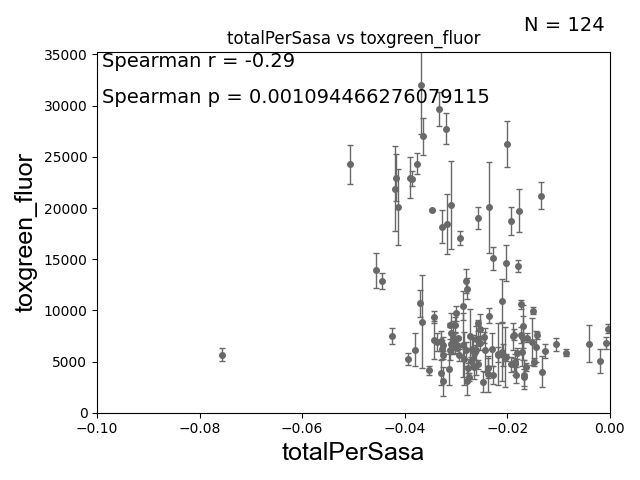 N = 124
totalPerSasa vs toxgreen_fluor
Spearman r = -0.29
Spearman p = 0.001094466276079115
35000
30000
25000
20000
15000
10000
5000
0
toxgreen_fluor
−0.10 −0.08 −0.06 −0.04 −0.02 0.00
totalPerSasa